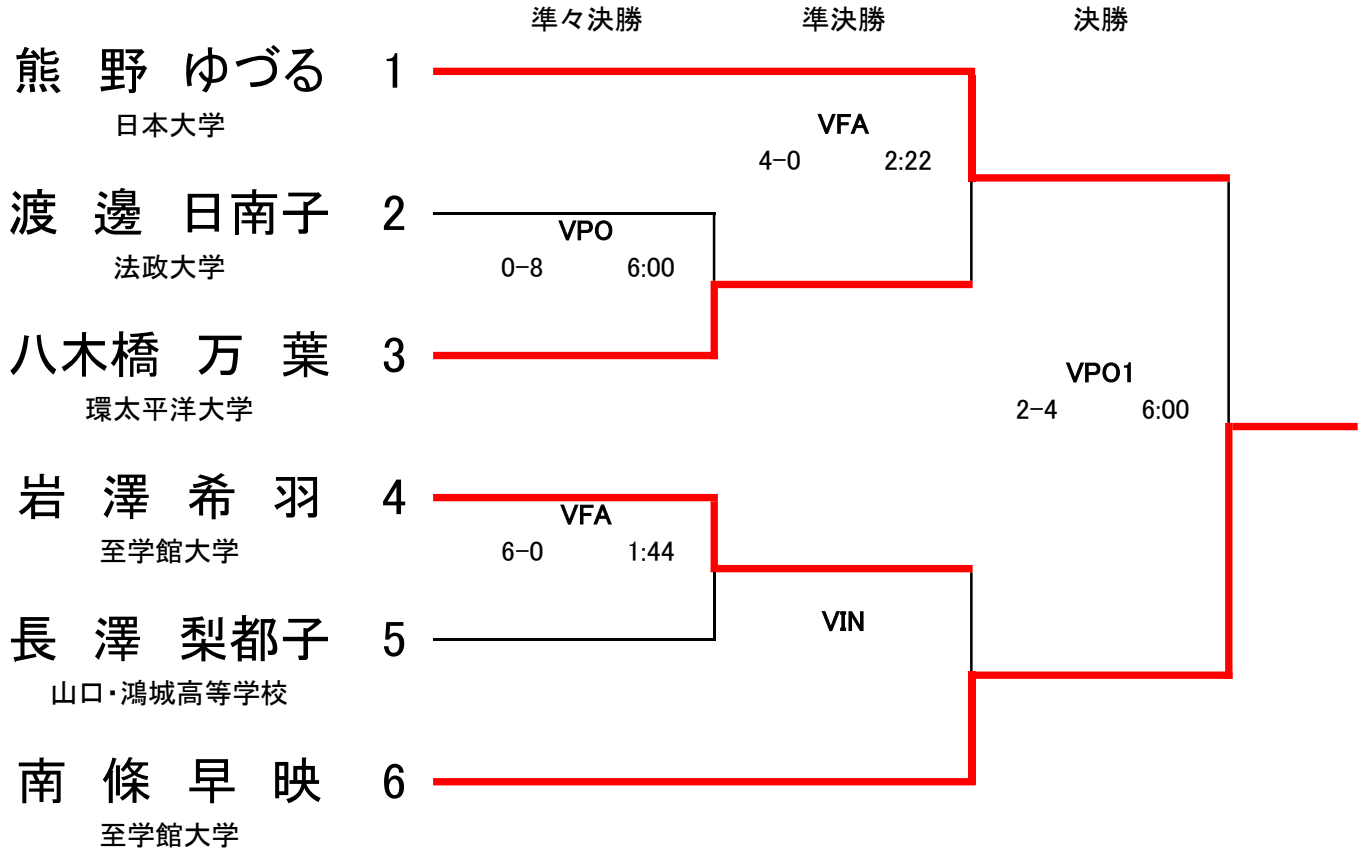 準々決勝 準決勝 決勝
熊 野 ゆづる 1
日本大学
VFA
4-0 2:22
渡 邊 日南子 2
VPO
法政大学
0-8 6:00
八木橋 万 葉 3
環太平洋大学
VPO1
2-4 6:00
岩 澤 希 羽 4
VFA
至学館大学
6-0 1:44
長 澤 梨都子 5
VIN
山口・鴻城高等学校
南 條 早 映 6
至学館大学